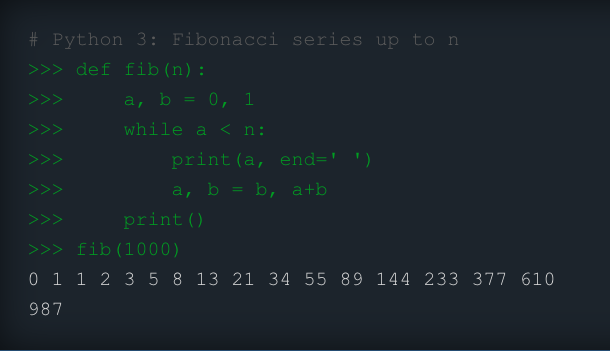 # Python 3: Fibonacci series up to n
>>> def fib(n):
>>>     a, b = 0, 1
>>>     while a < n:
>>>         print(a, end=' ')
>>>         a, b = b, a+b
>>>     print()
>>> fib(1000)
0 1 1 2 3 5 8 13 21 34 55 89 144 233 377 610
987